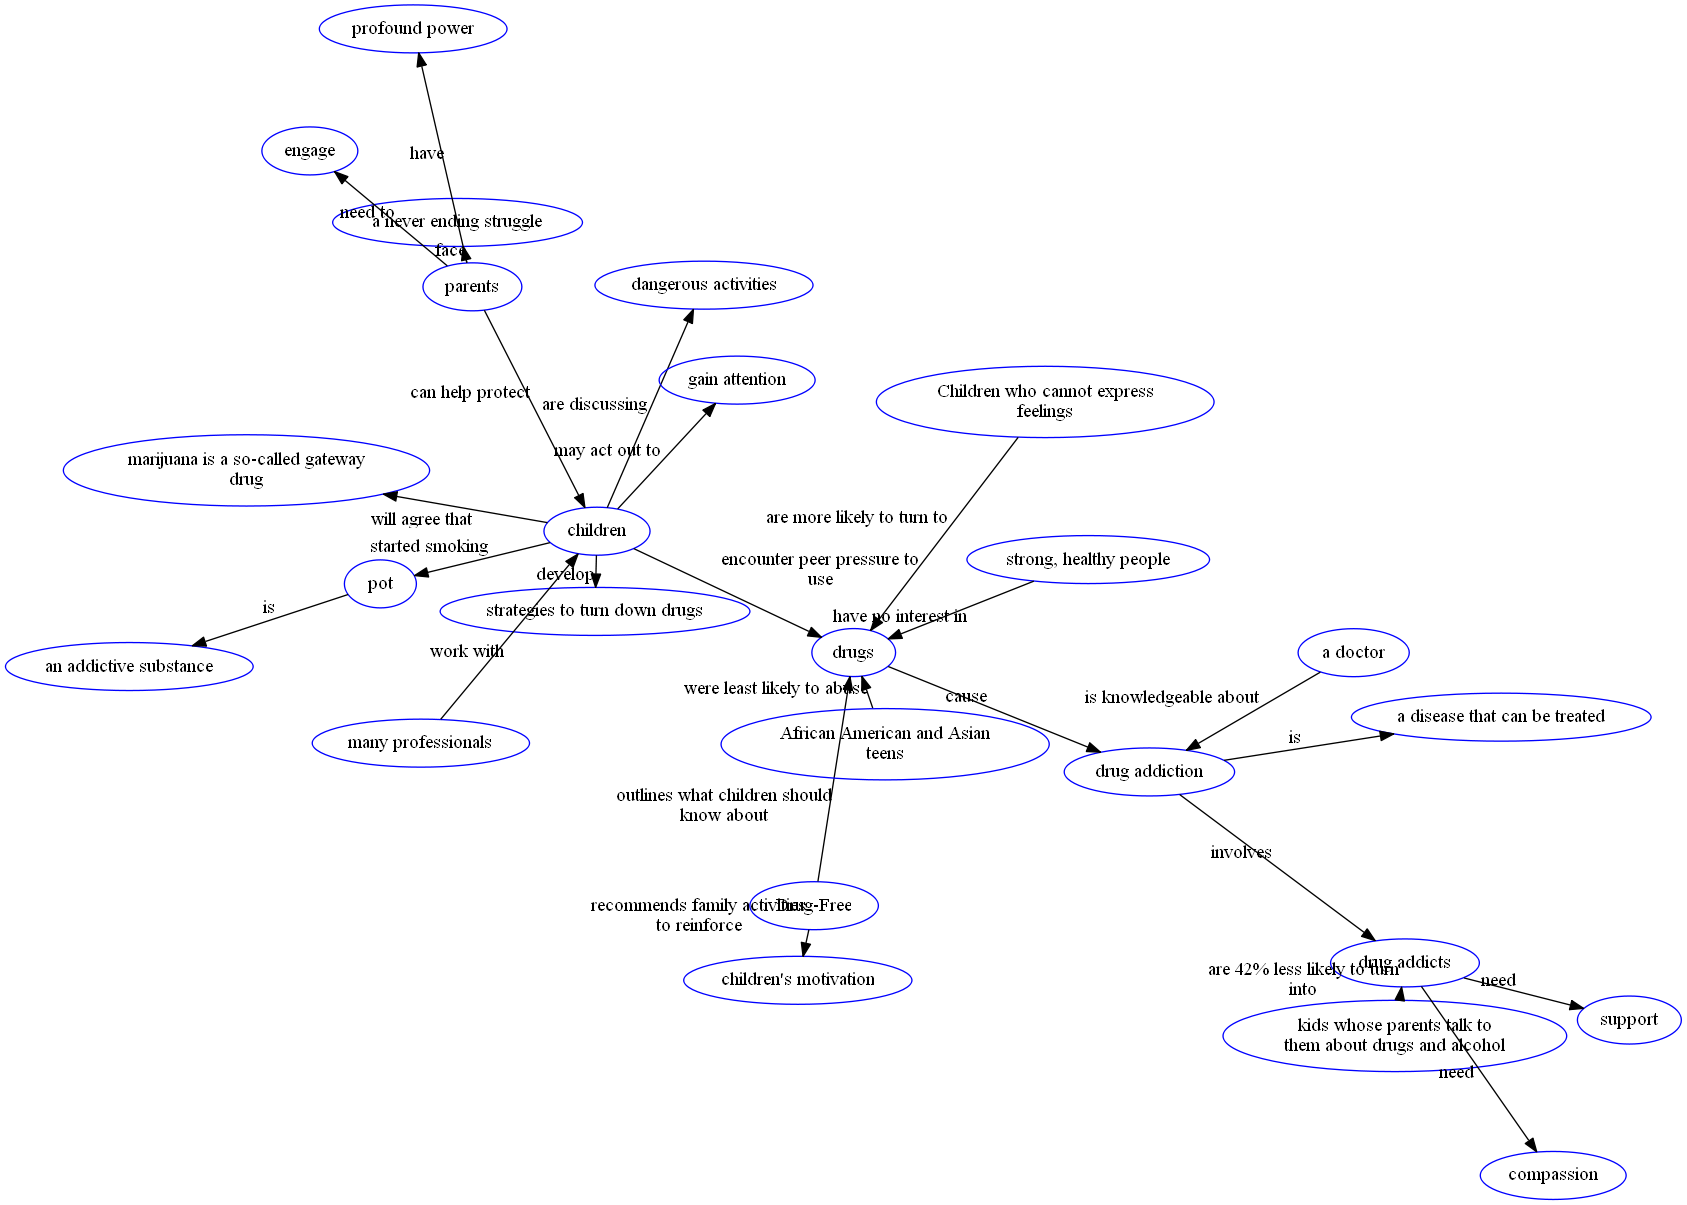 profound power
have
engage
need to
a never ending struggle
face
parents
dangerous activities
can help protect
are discussing
gain attention
may act out to
Children who cannot express
feelings
marijuana is a so-called gateway
drug
will agree that
children
are more likely to turn to
started smoking
pot
develop
encounter peer pressure to
use
strong, healthy people
is
strategies to turn down drugs
have no interest in
an addictive substance
work with
drugs
a doctor
many professionals
were least likely to abuse
cause
is knowledgeable about
African American and Asian
teens
a disease that can be treated
is
drug addiction
outlines what children should
know about
involves
recommends family activities
to reinforce
Drug-Free
children's motivation
drug addicts
are 42% less likely to turn
into
need
kids whose parents talk to
them about drugs and alcohol
support
need
compassion